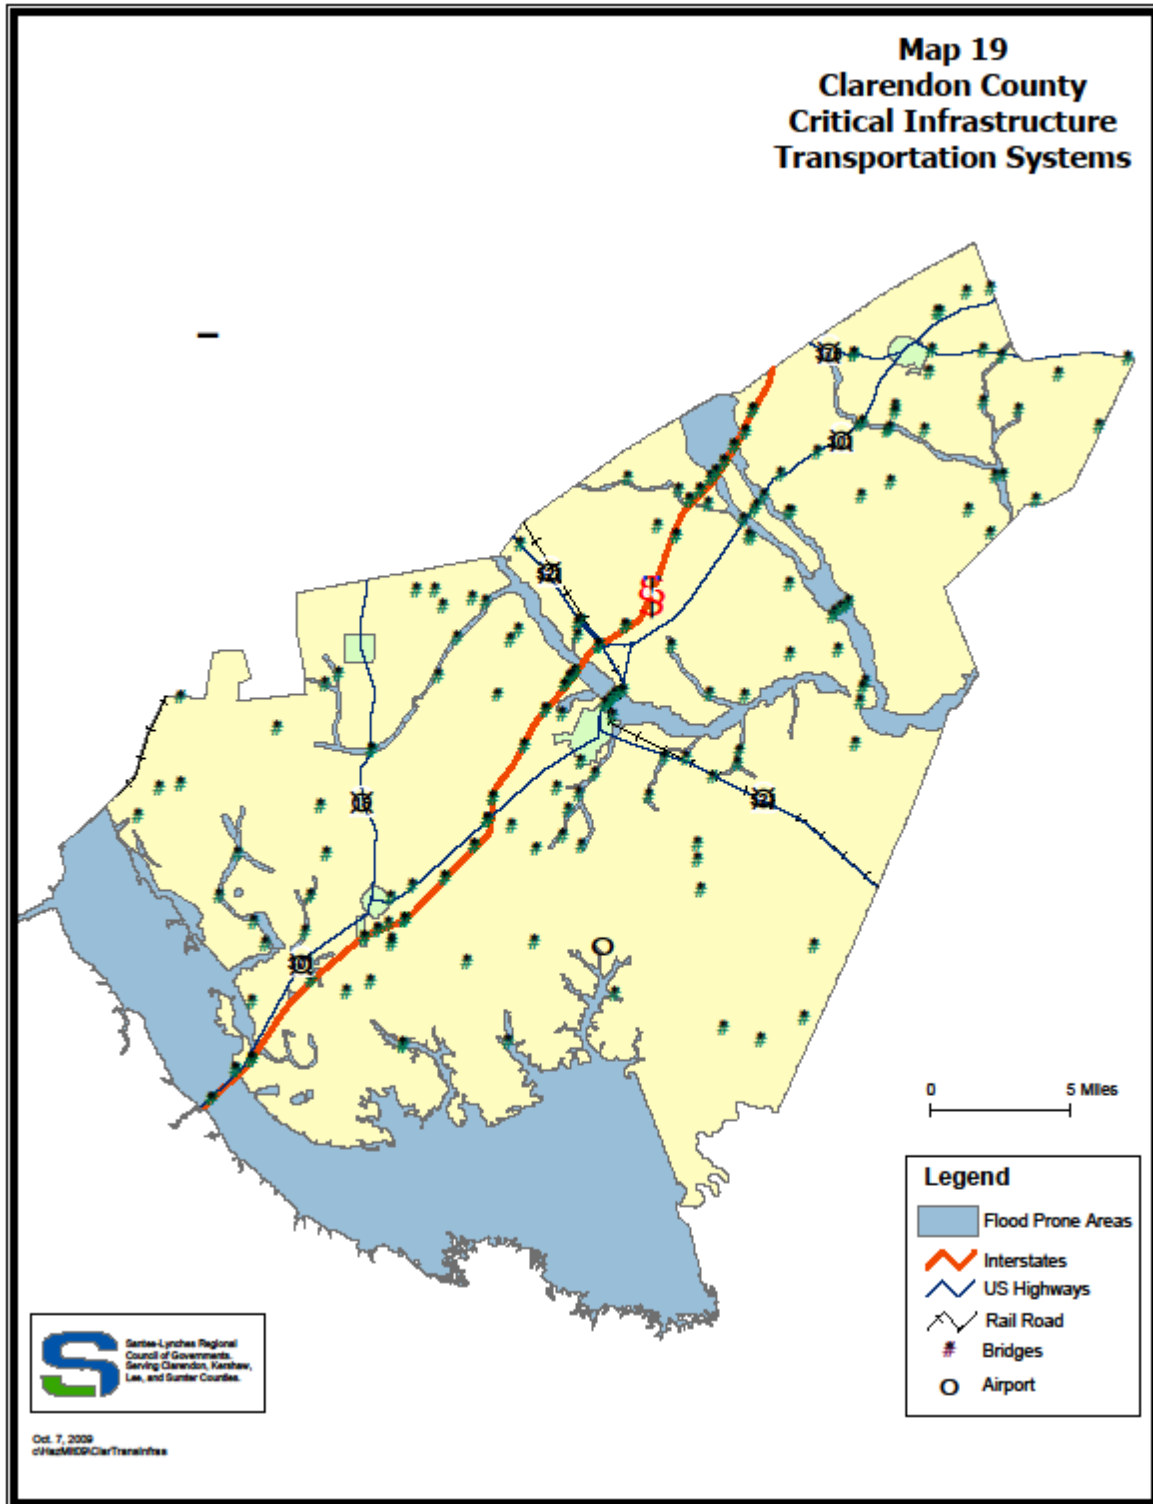 Map 19
Clarendon County
Critical Infrastructure
Transportation Systems
0 5 Miles
Legend
Flood Prone Areas
Interstates
US Highways
Rail Road
Bridges
Airport
Santee-Lynches Regional
Council of Governments.
Serving Clarendon, Kershaw,
Lee, and Sumter Counties.
Oct. 7, 2009
c\HazMit09\ClarTransInfras